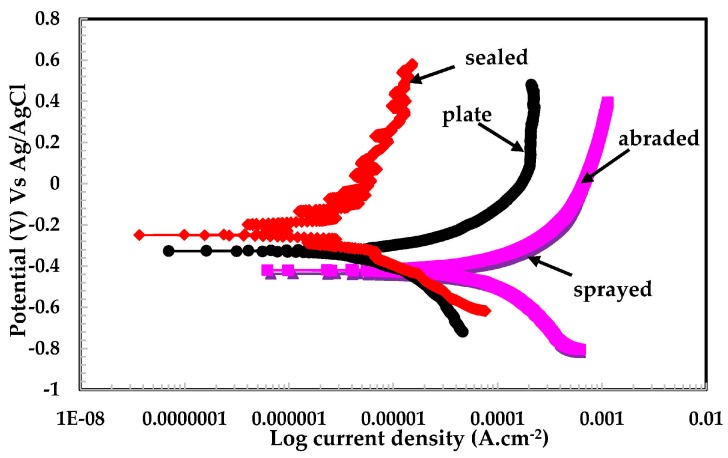 0.8
0.6
sealed
0.4
plate
abraded
0.2
0
-0.2
-0.4
sprayed
-0.6
-0.8
-1
Potential (V) Vs Ag/AgCl
1E-08 0.0000001 0.000001 0.00001 0.0001 0.001 0.01
Log current density (A.cm-2)